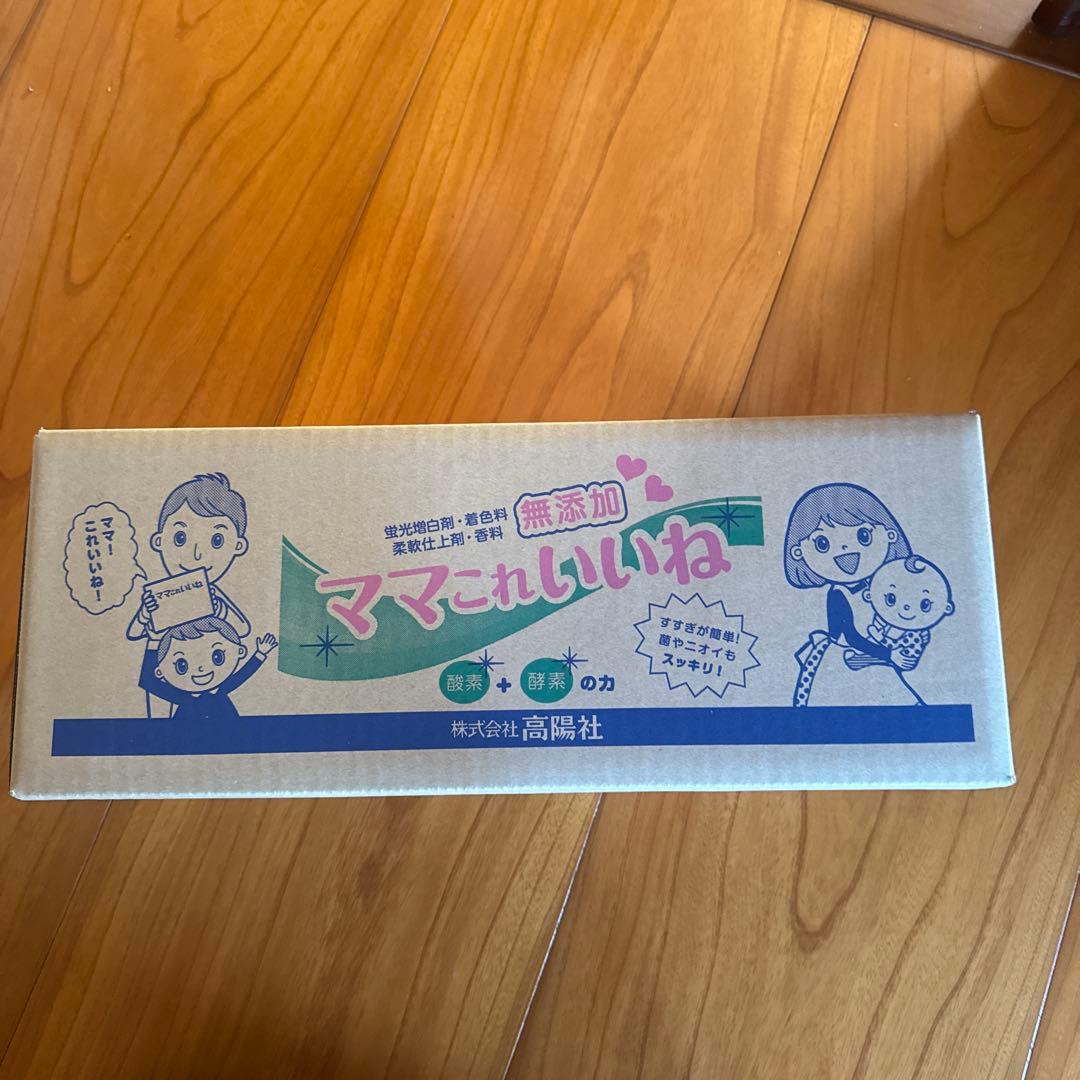 ママ！
これいいね！
ママこれいいね
蛍光増白剤・着色料
柔軟仕上剤・香料
無添加
ママこれいいね
すすぎが簡単！
菌やニオイも
スッキリ！
酸素＋酵素の力
株式会社高陽社